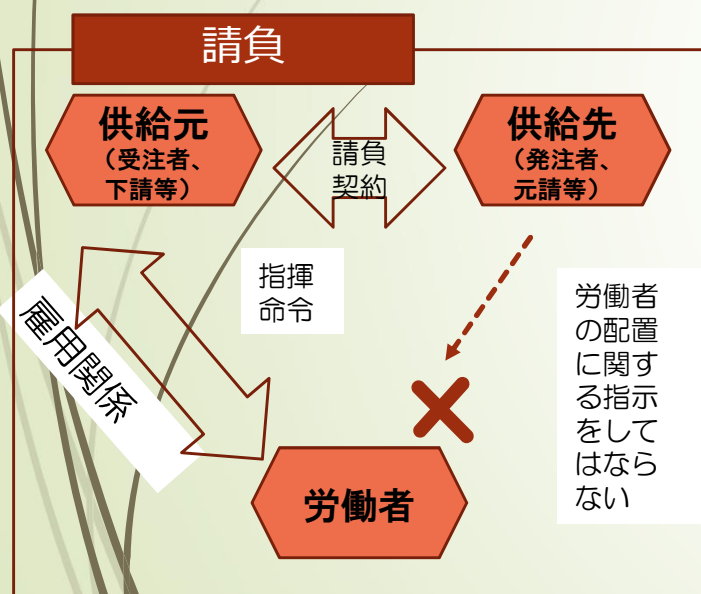 請負
供給元
（受注者、
下請等）
請負
契約
供給先
（発注者、
元請等）
指揮
命令
雇用関係
労働者
の配置
に関す
る指示
をして
はなら
ない
労働者